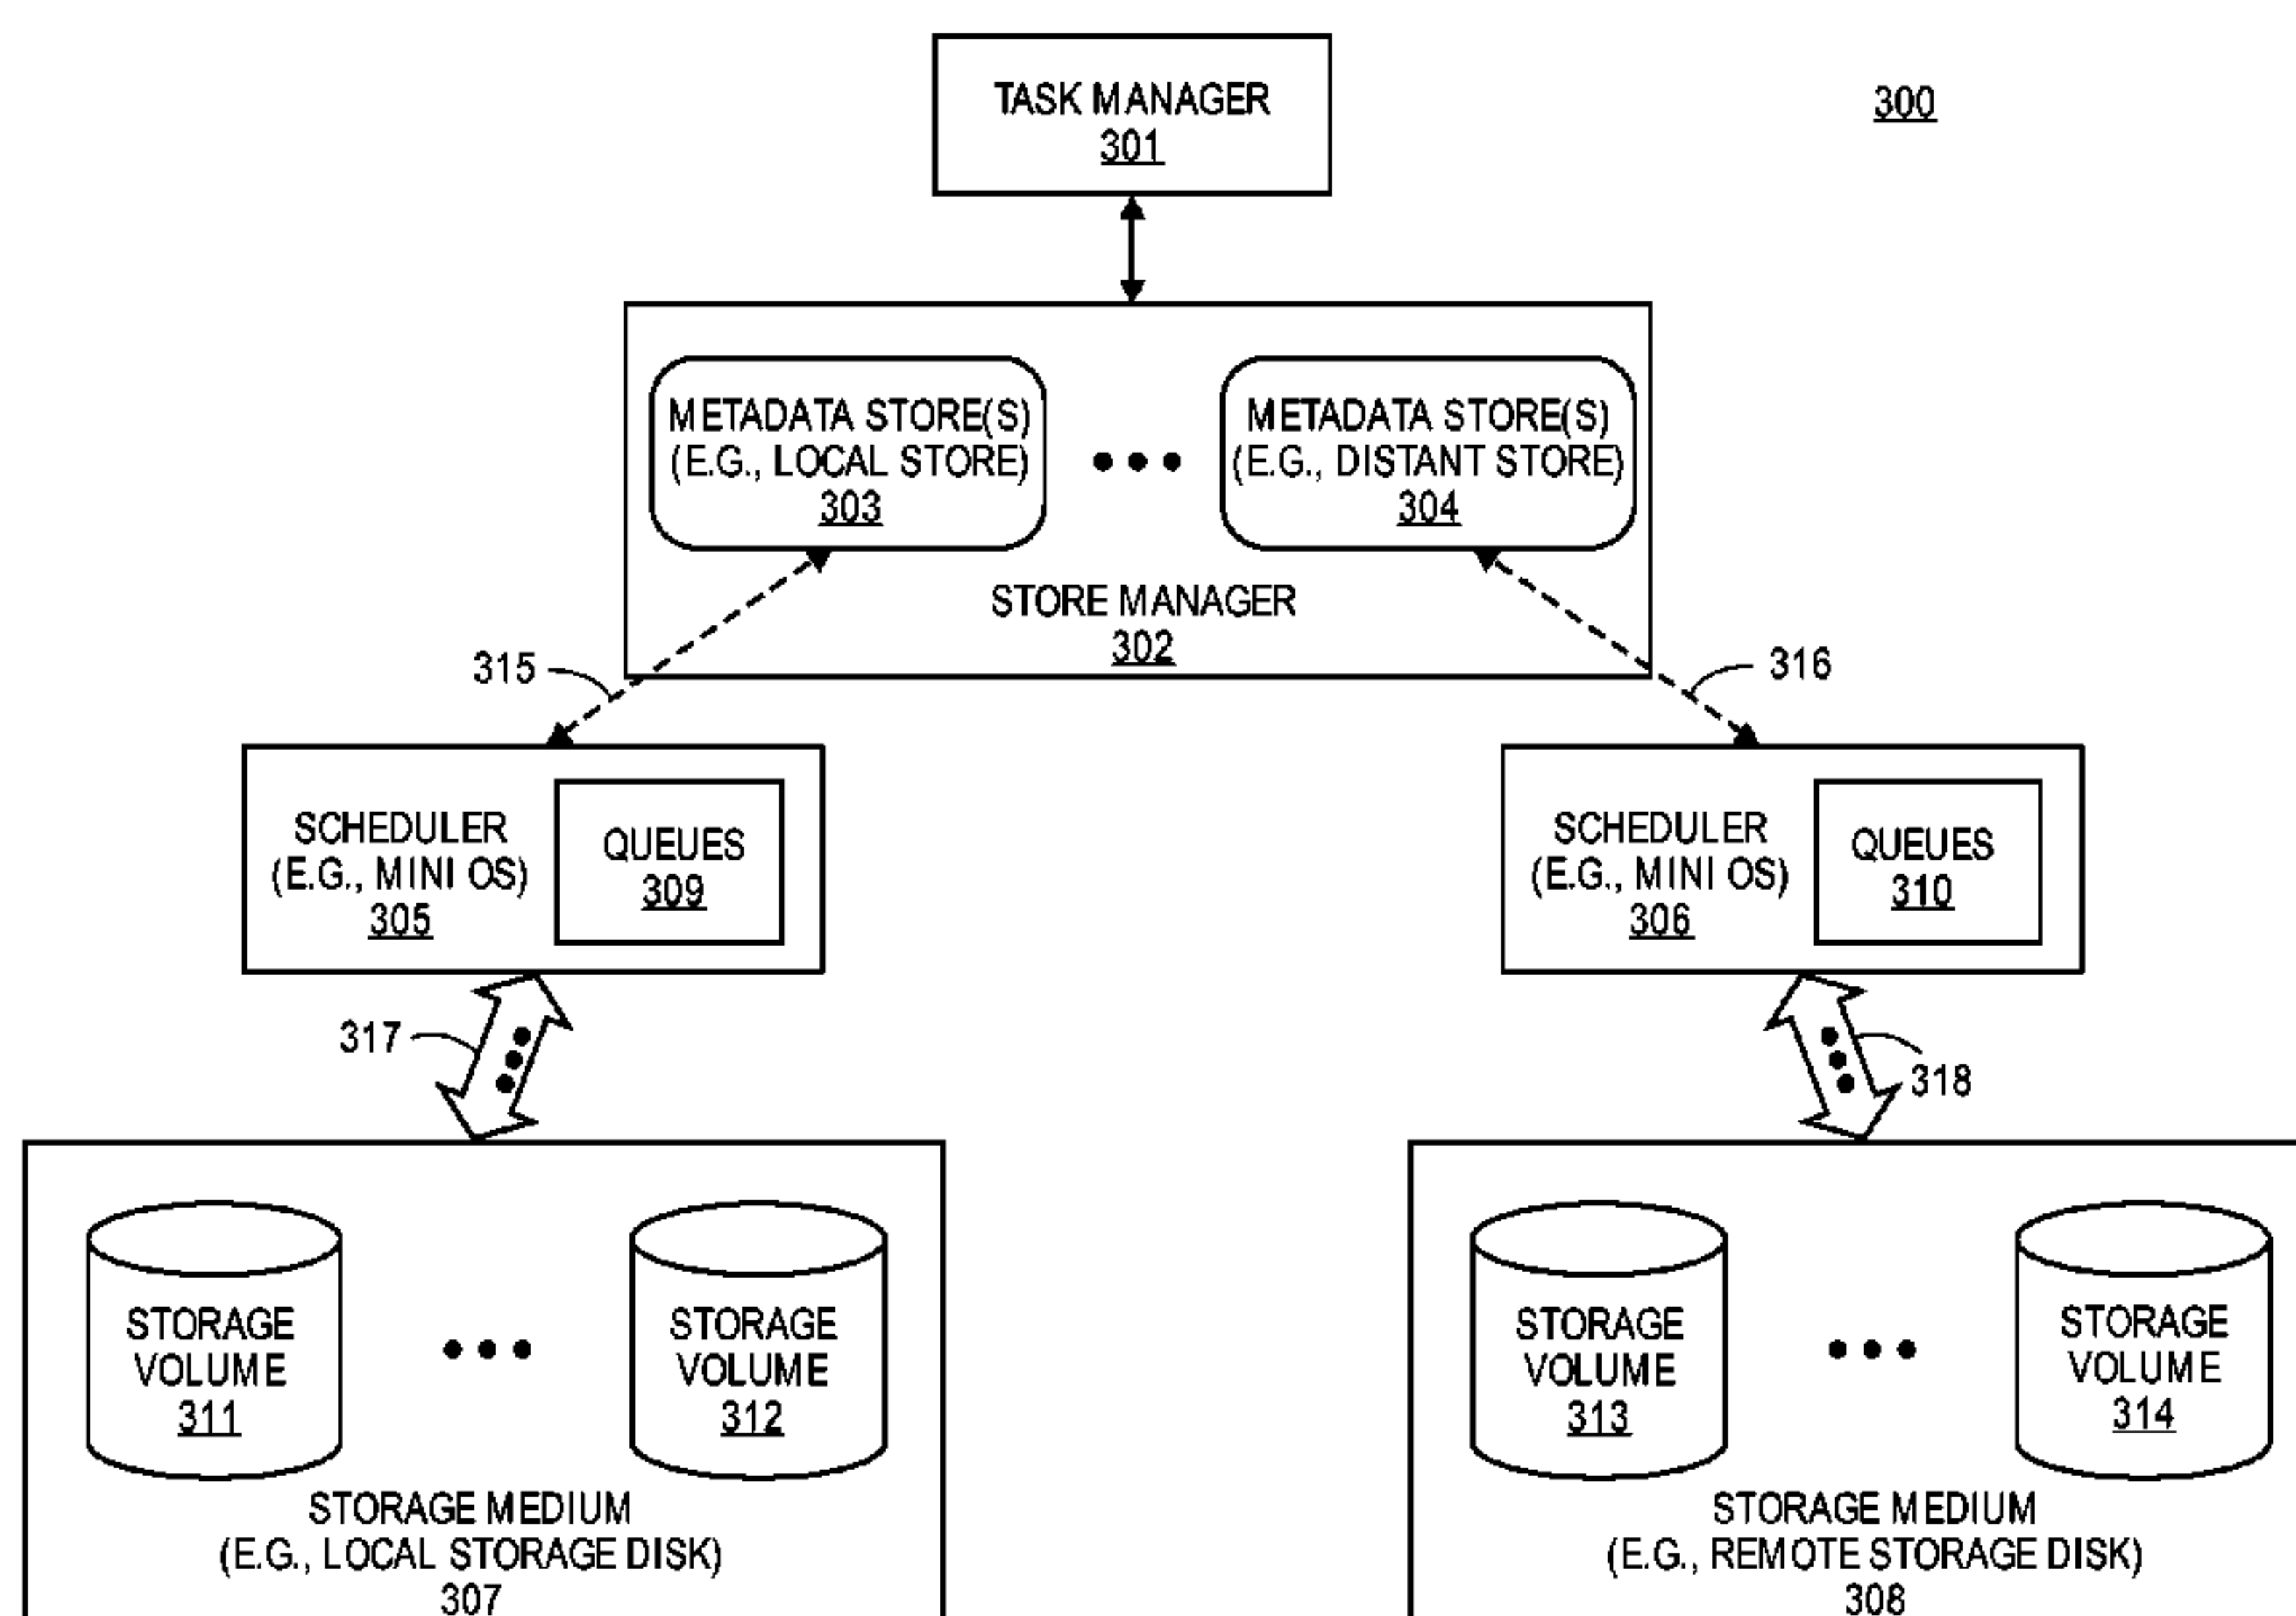 TASK MANAGER
301
300
METADATA STORE(S)
(E.G., LOCAL STORE)
303
METADATA STORE(S)
(E.G., DISTANT STORE)
304
STORE MANAGER
302
315
316
SCHEDULER
(E.G., MINI OS)
305
QUEUES
309
SCHEDULER
(E.G., MINI OS)
306
QUEUES
310
317
318
STORAGE
VOLUME
311
STORAGE
VOLUME
312
STORAGE MEDIUM
(E.G., LOCAL STORAGE DISK)
307
STORAGE
VOLUME
313
STORAGE
VOLUME
314
STORAGE MEDIUM
(E.G., REMOTE STORAGE DISK)
308